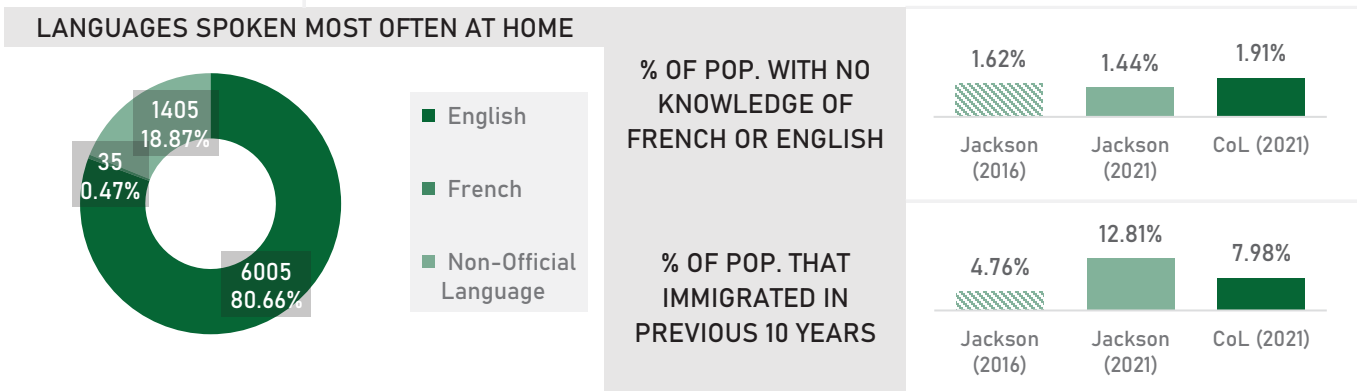 LANGUAGES SPOKEN MOST OFTEN AT HOME
1405
18.87%
35
0.47%
6005
80.66%
English
French
Non-Official
Language
% OF POP. WITH NO
KNOWLEDGE OF
FRENCH OR ENGLISH
1.62%
1.44%
1.91%
Jackson
(2016)
Jackson
(2021)
CoL (2021)
% OF POP. THAT
IMMIGRATED IN
PREVIOUS 10 YEARS
4.76%
12.81%
7.98%
Jackson
(2016)
Jackson
(2021)
CoL (2021)